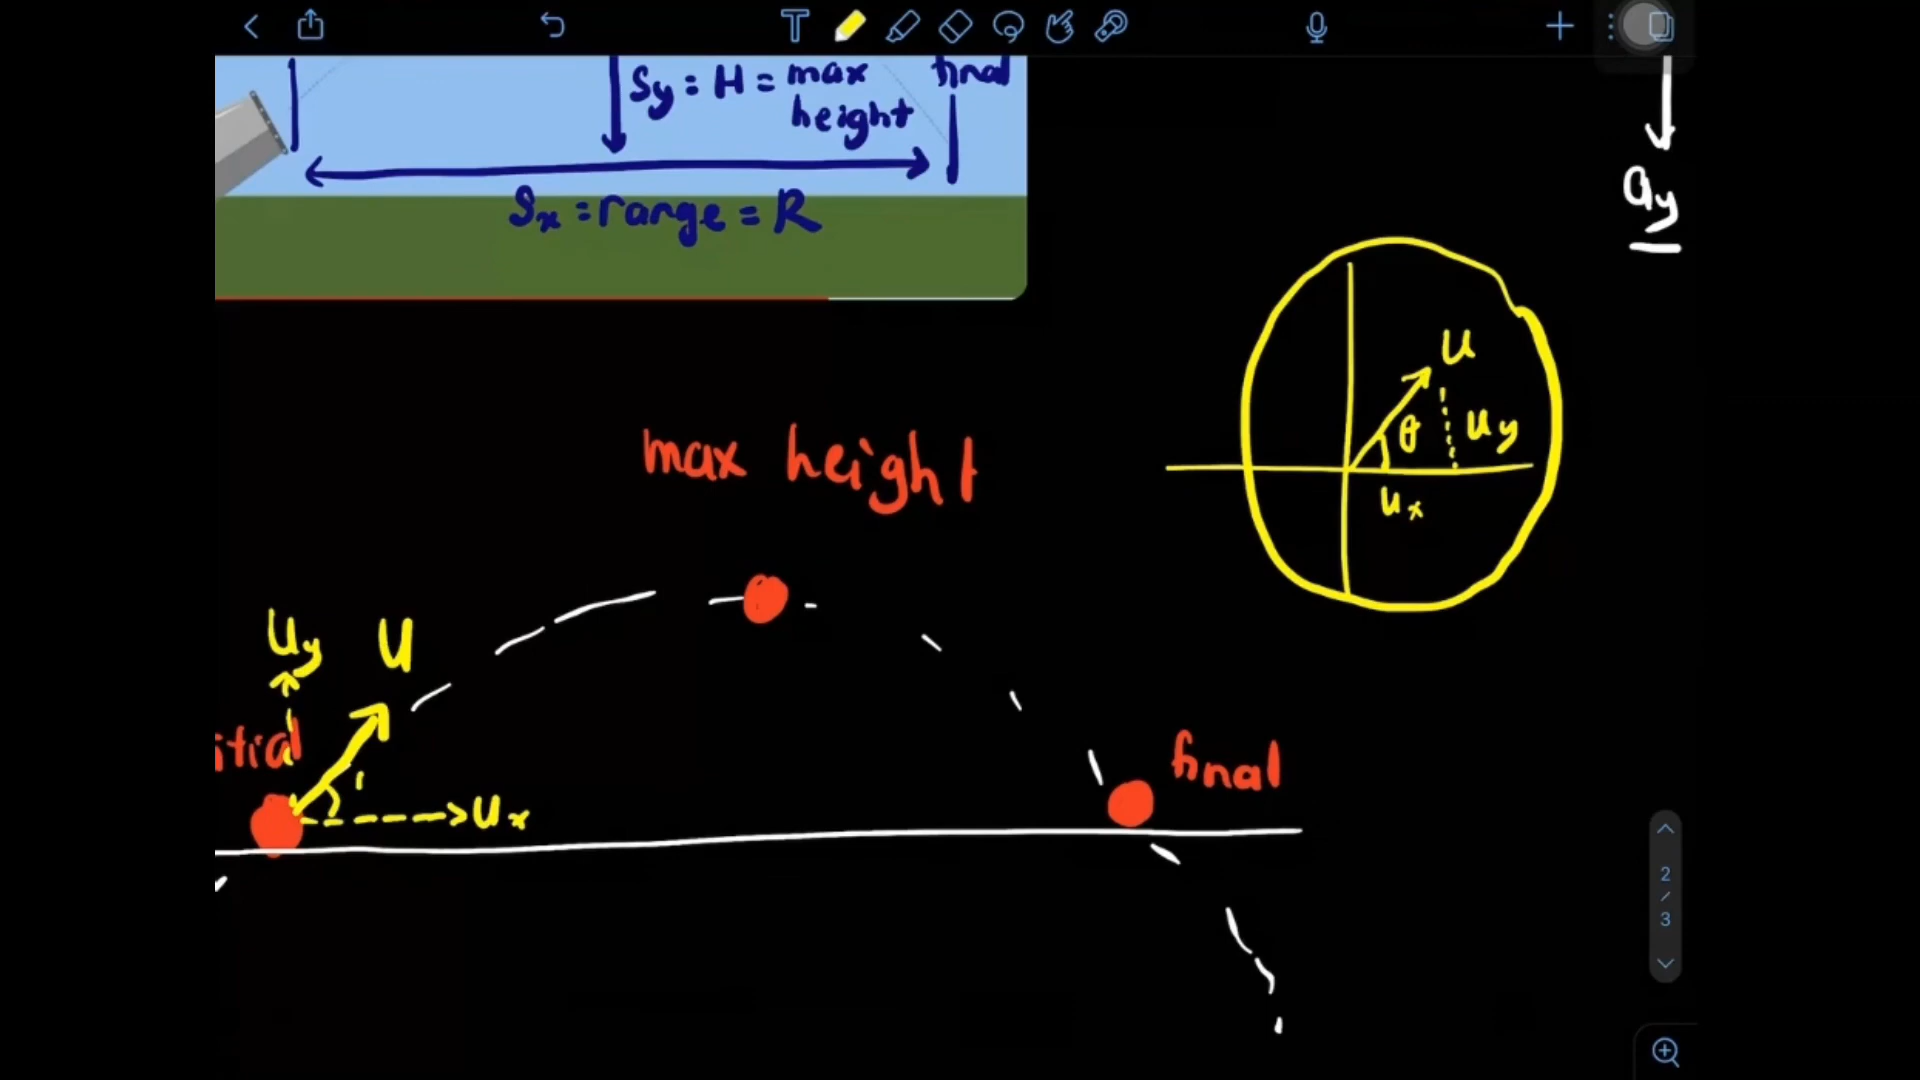 Sy = H = max
height
final
Sx = range = R
ay
U
θ
uy
ux
max height
Uy U
itial
ux
final
2
/
3